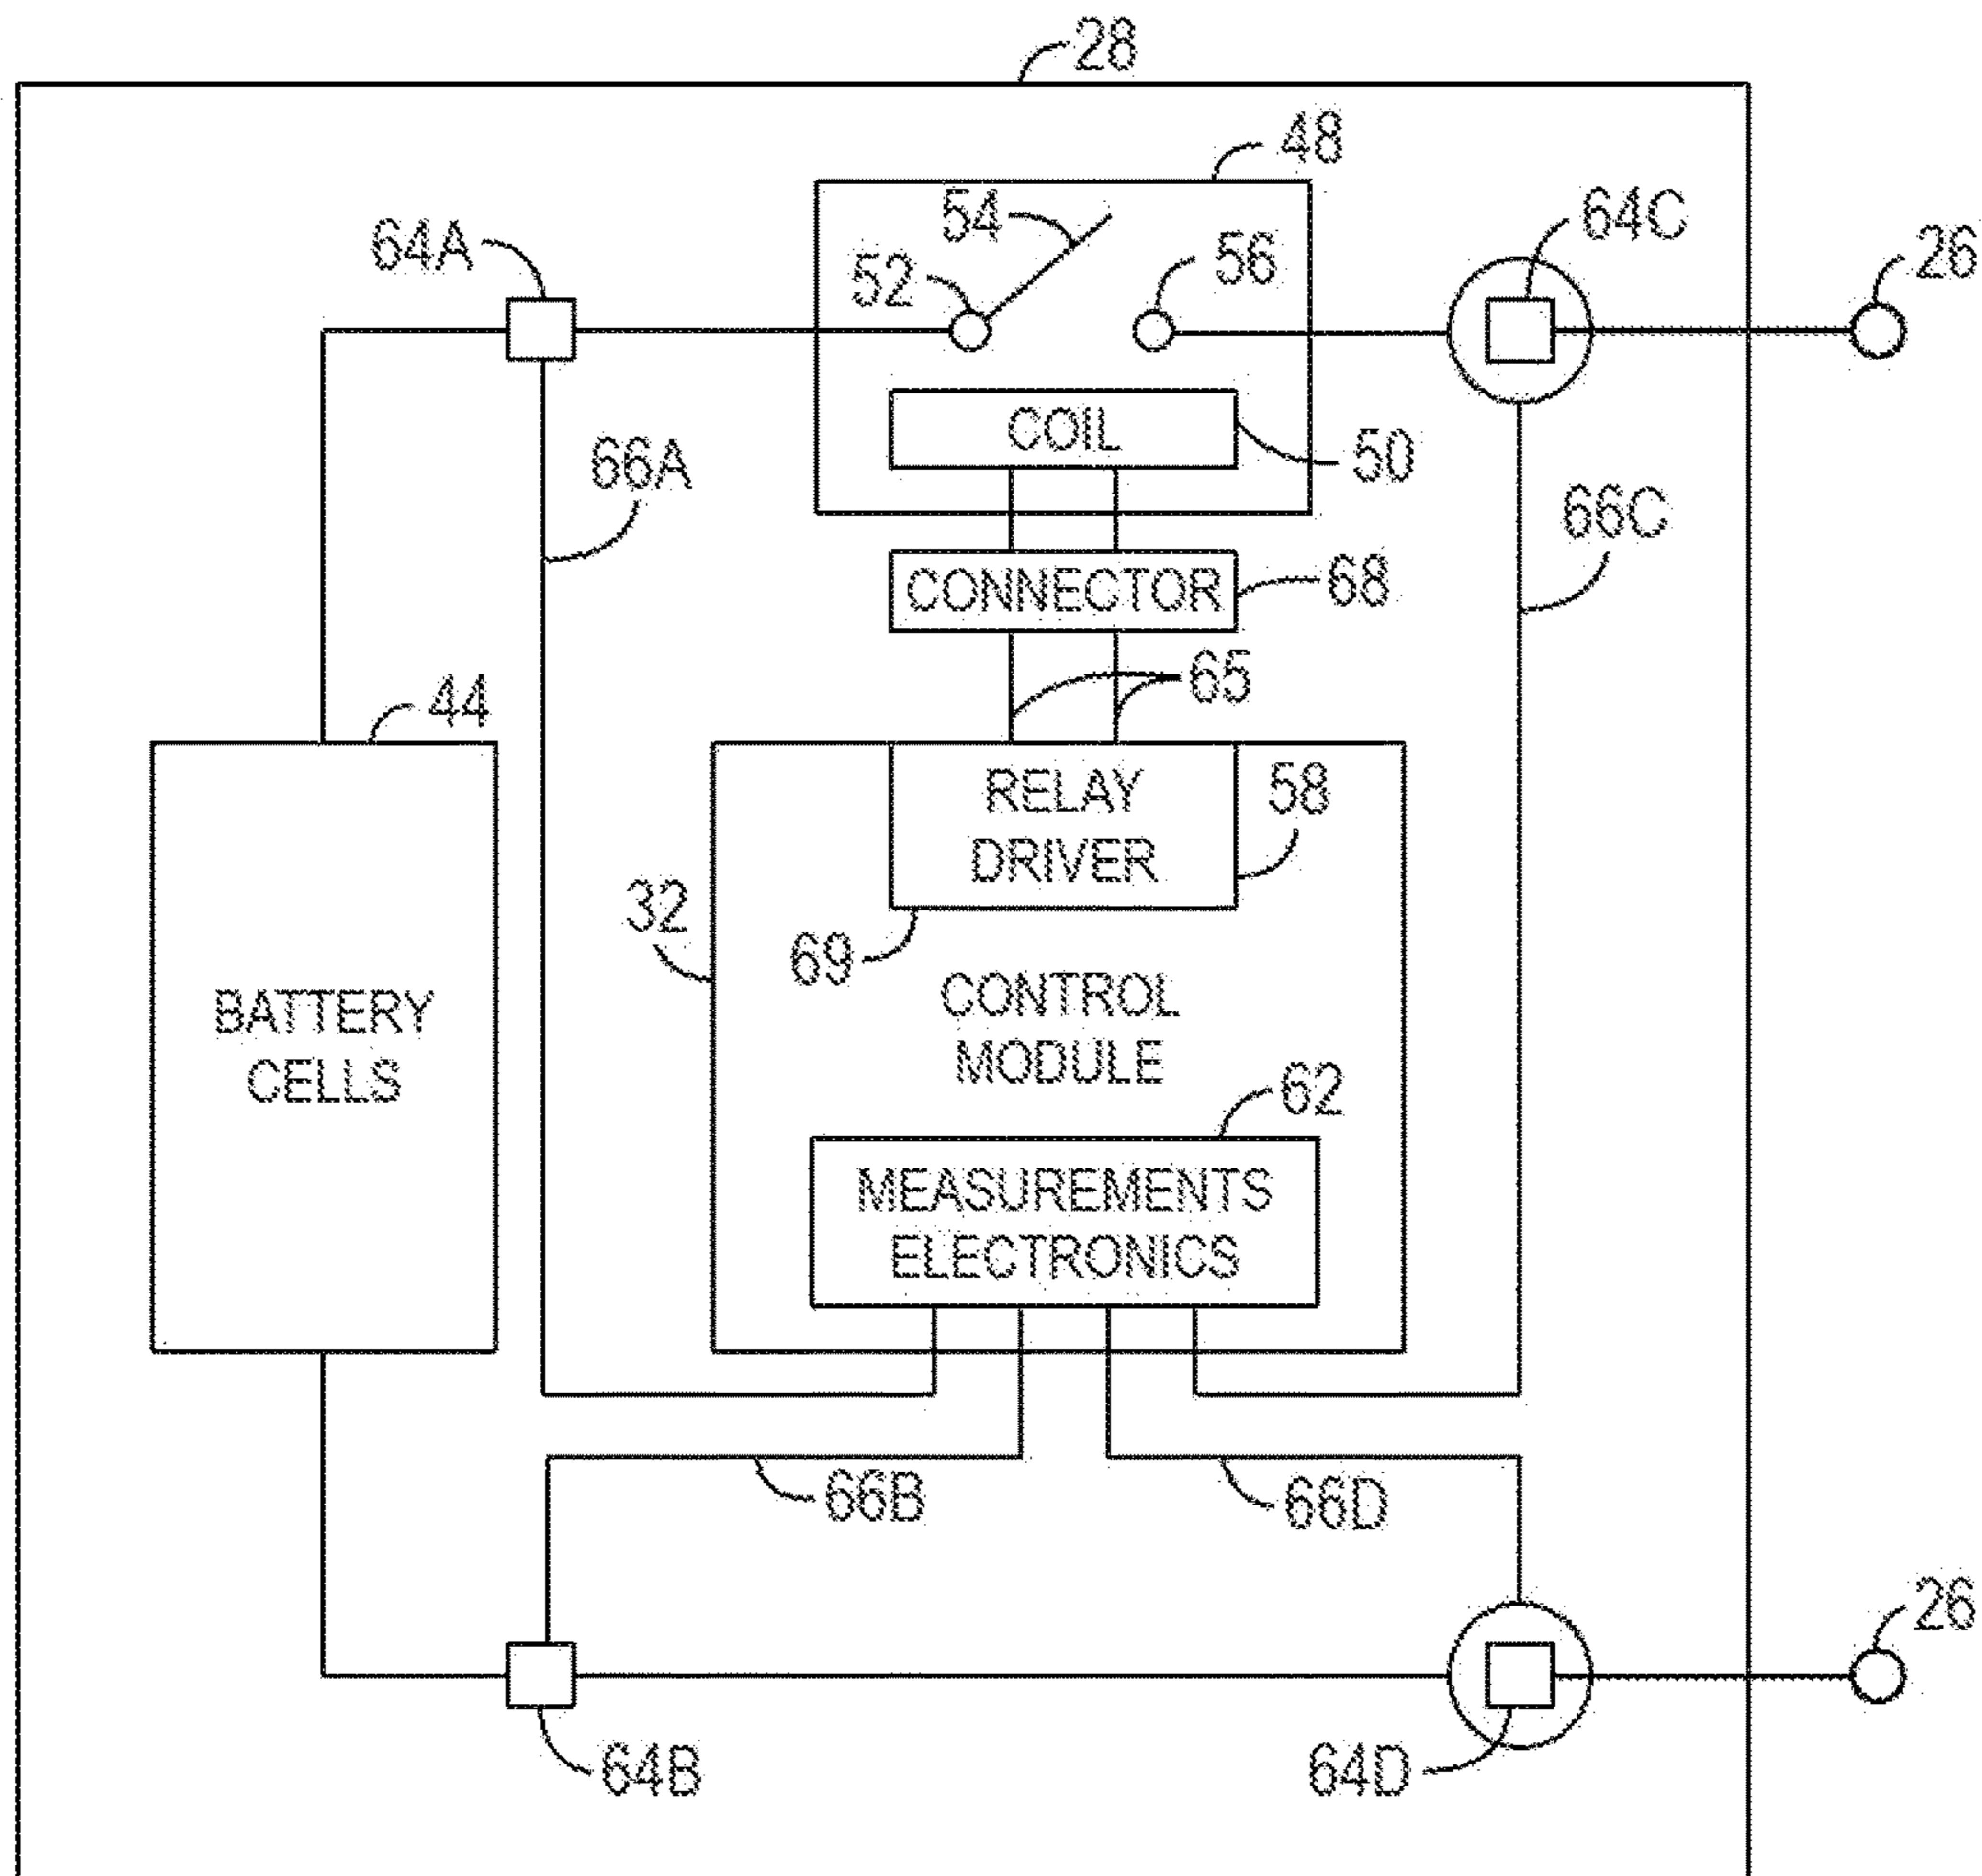 28
48
54
64A
64C
52
56
26
COIL
50
66A
66C
CONNECTOR
68
65
44
RELAY
DRIVER
58
32
69
CONTROL
MODULE
BATTERY
CELLS
62
MEASUREMENTS
ELECTRONICS
66B
66D
26
64B
64D